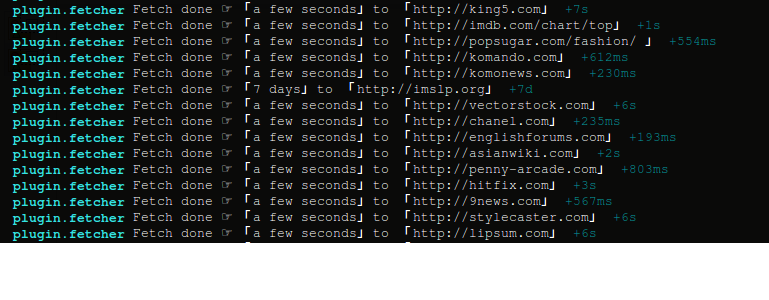 plugin.fetcher Fetch done ☞ 「a few seconds」to 「http://king5.com」 +7s
plugin.fetcher Fetch done ☞ 「a few seconds」to 「http://imdb.com/chart/top」 +1s
plugin.fetcher Fetch done ☞ 「a few seconds」to 「http://popsugar.com/fashion/ 」 +554ms
plugin.fetcher Fetch done ☞ 「a few seconds」to 「http://komando.com」 +612ms
plugin.fetcher Fetch done ☞ 「a few seconds」to 「http://komonews.com」 +230ms
plugin.fetcher Fetch done ☞ 「7 days」to 「http://imslp.org」 +7d
plugin.fetcher Fetch done ☞ 「a few seconds」to 「http://vectorstock.com」 +6s
plugin.fetcher Fetch done ☞ 「a few seconds」to 「http://chanel.com」 +235ms
plugin.fetcher Fetch done ☞ 「a few seconds」to 「http://englishforums.com」 +193ms
plugin.fetcher Fetch done ☞ 「a few seconds」to 「http://asianwiki.com」 +2s
plugin.fetcher Fetch done ☞ 「a few seconds」to 「http://penny-arcade.com」 +803ms
plugin.fetcher Fetch done ☞ 「a few seconds」to 「http://hitfix.com」 +3s
plugin.fetcher Fetch done ☞ 「a few seconds」to 「http://9news.com」 +567ms
plugin.fetcher Fetch done ☞ 「a few seconds」to 「http://stylecaster.com」 +6s
plugin.fetcher Fetch done ☞ 「a few seconds」to 「http://lipsum.com」 +6s